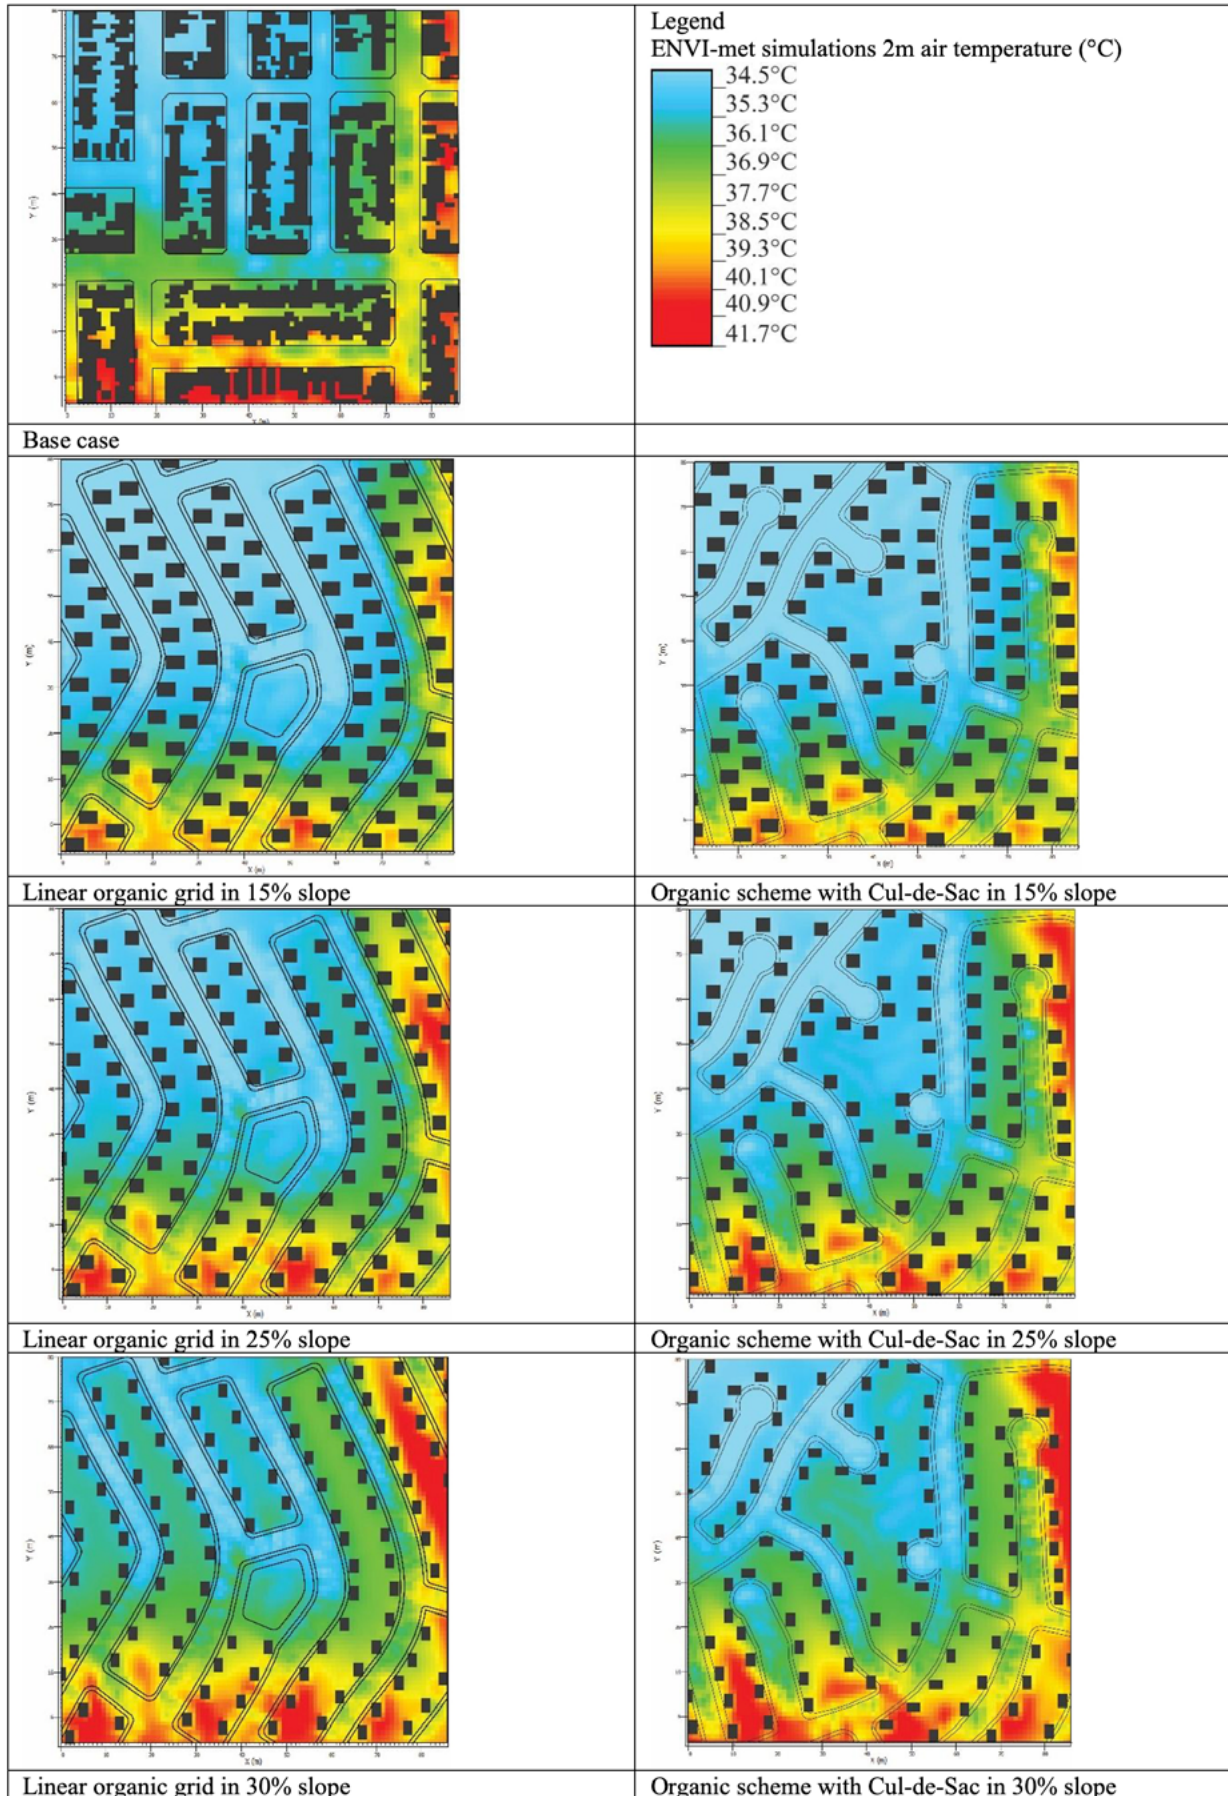 Legend
ENVI-met simulations 2m air temperature (°C)
34.5°C
35.3°C
36.1°C
36.9°C
37.7°C
38.5°C
39.3°C
40.1°C
40.9°C
41.7°C
Y (m)
X (m)
Base case
Y (m)
X (m)
Y (m)
X (m)
Linear organic grid in 15% slope
Organic scheme with Cul-de-Sac in 15% slope
Y (m)
X (m)
Y (m)
X (m)
Linear organic grid in 25% slope
Organic scheme with Cul-de-Sac in 25% slope
Y (m)
X (m)
Y (m)
X (m)
Linear organic grid in 30% slope
Organic scheme with Cul-de-Sac in 30% slope